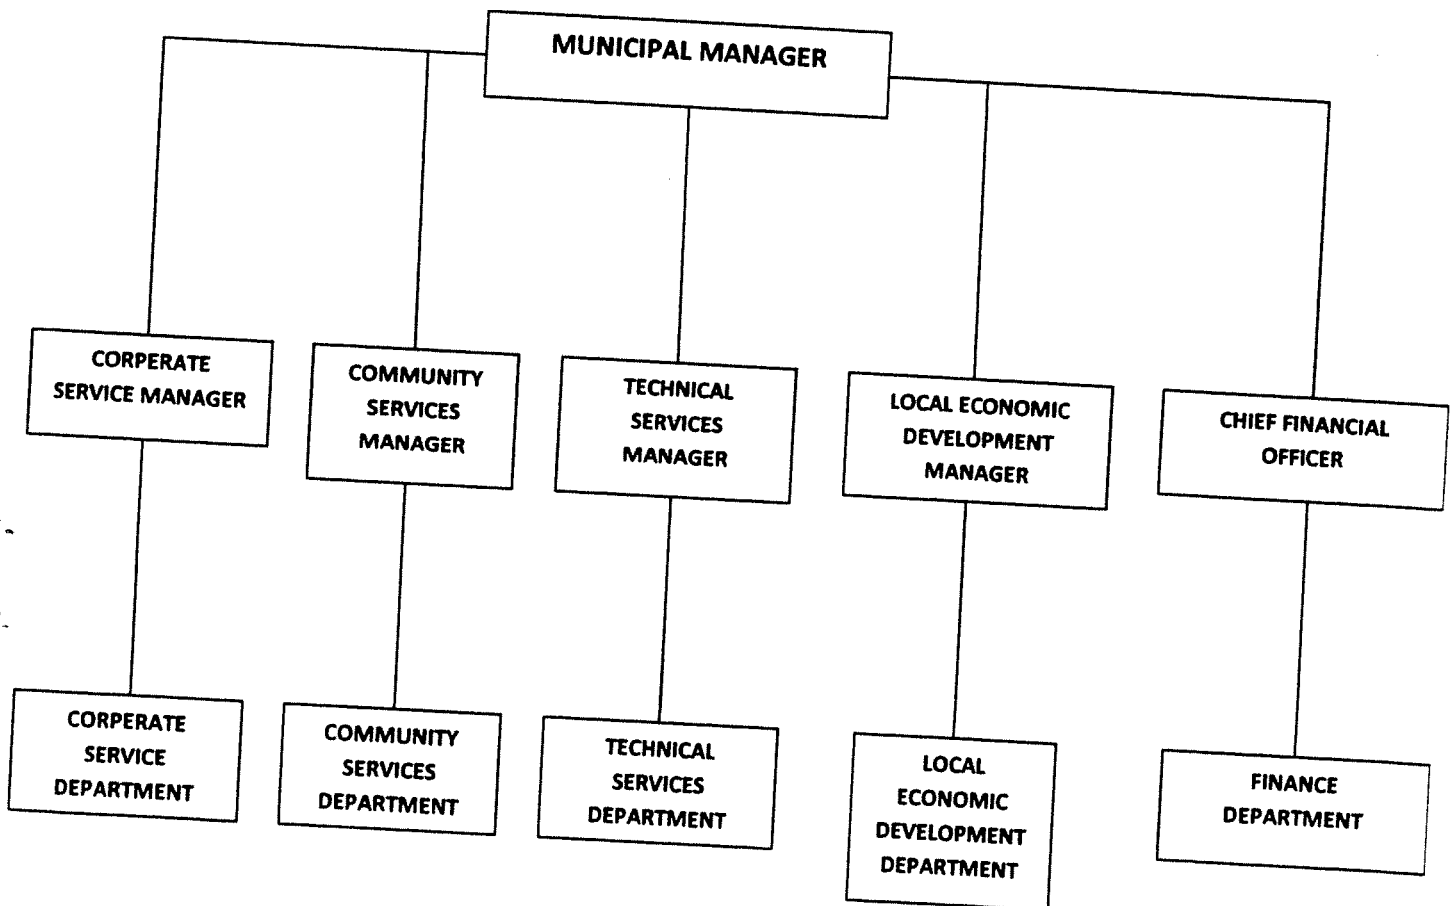 MUNICIPAL MANAGER
CORPERATE
SERVICE MANAGER
COMMUNITY
SERVICES
MANAGER
TECHNICAL
SERVICES
MANAGER
LOCAL ECONOMIC
DEVELOPMENT
MANAGER
CHIEF FINANCIAL
OFFICER
CORPERATE
SERVICE
DEPARTMENT
COMMUNITY
SERVICES
DEPARTMENT
TECHNICAL
SERVICES
DEPARTMENT
LOCAL
ECONOMIC
DEVELOPMENT
DEPARTMENT
FINANCE
DEPARTMENT